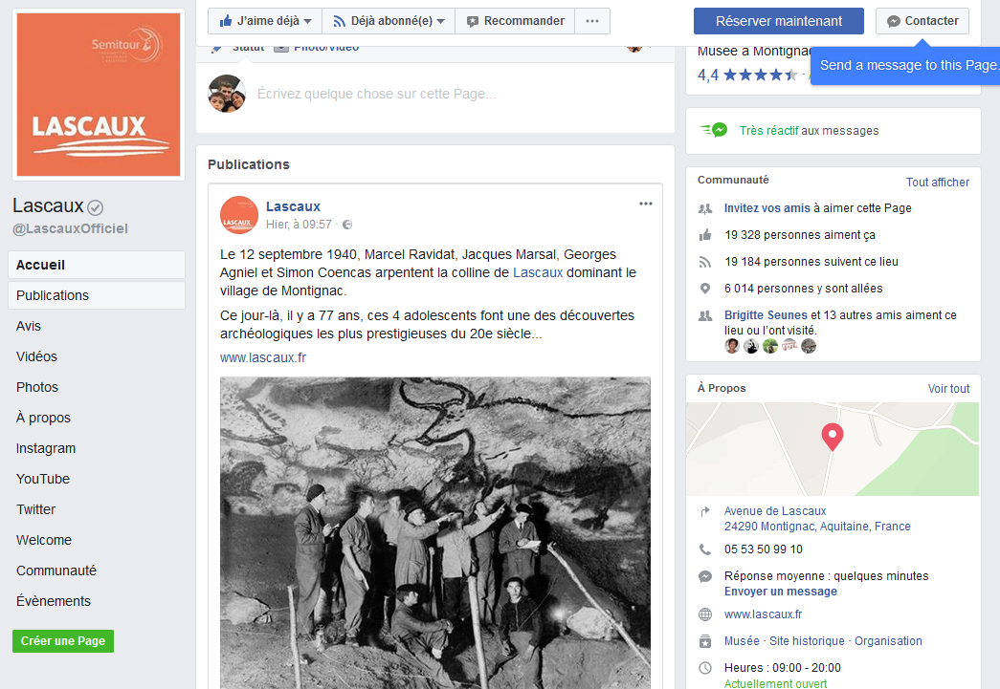 J'aime déjà
Déjà abonné(e)
Recommander
Réserver maintenant
Contacter
Send a message to this Page.
Semitour
LASCAUX
Lascaux
@LascauxOfficiel
Accueil
Publications
Avis
Vidéos
Photos
À propos
Instagram
YouTube
Twitter
Welcome
Communauté
Évènements
Créer une Page
Statut
Photo/Vidéo
Écrivez quelque chose sur cette Page...
Publications
LASCAUX
Lascaux
Hier, à 09:57 ·
Le 12 septembre 1940, Marcel Ravidat, Jacques Marsal, Georges
Agniel et Simon Coencas arpentent la colline de Lascaux dominant le
village de Montignac.
Ce jour-là, il y a 77 ans, ces 4 adolescents font une des découvertes
archéologiques les plus prestigieuses du 20e siècle...
www.lascaux.fr
Musée à Montignac
4,4
Très réactif aux messages
Communauté
Tout afficher
Invitez vos amis à aimer cette Page
19 328 personnes aiment ça
19 184 personnes suivent ce lieu
6 014 personnes y sont allées
Brigitte Seunes et 13 autres amis aiment ce
lieu ou l'ont visité.
À Propos
Voir tout
Avenue de Lascaux
24290 Montignac, Aquitaine, France
05 53 50 99 10
Réponse moyenne : quelques minutes
Envoyer un message
www.lascaux.fr
Musée · Site historique · Organisation
Heures : 09:00 - 20:00
Actuellement ouvert